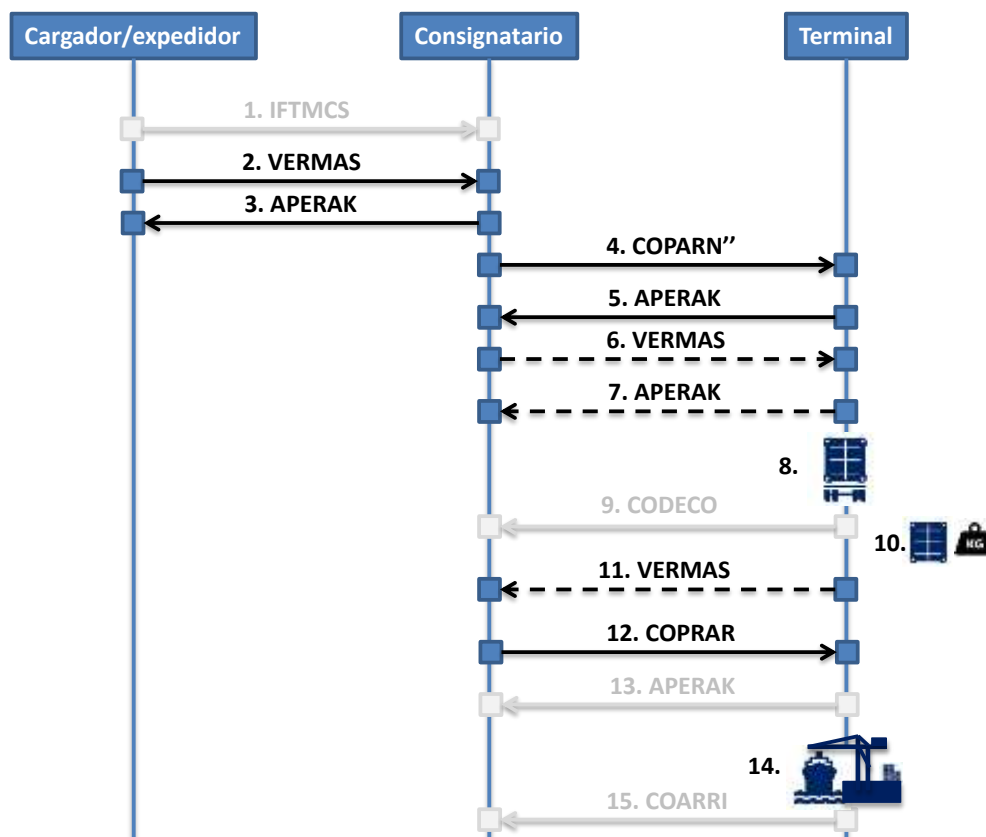 Cargador/expedidor
Consignatario
Terminal
1. IFTMCS
2. VERMAS
3. APERAK
4. COPARN’’
5. APERAK
6. VERMAS
7. APERAK
8.
9. CODECO
10.
KG
11. VERMAS
12. COPRAR
13. APERAK
14.
15. COARRI